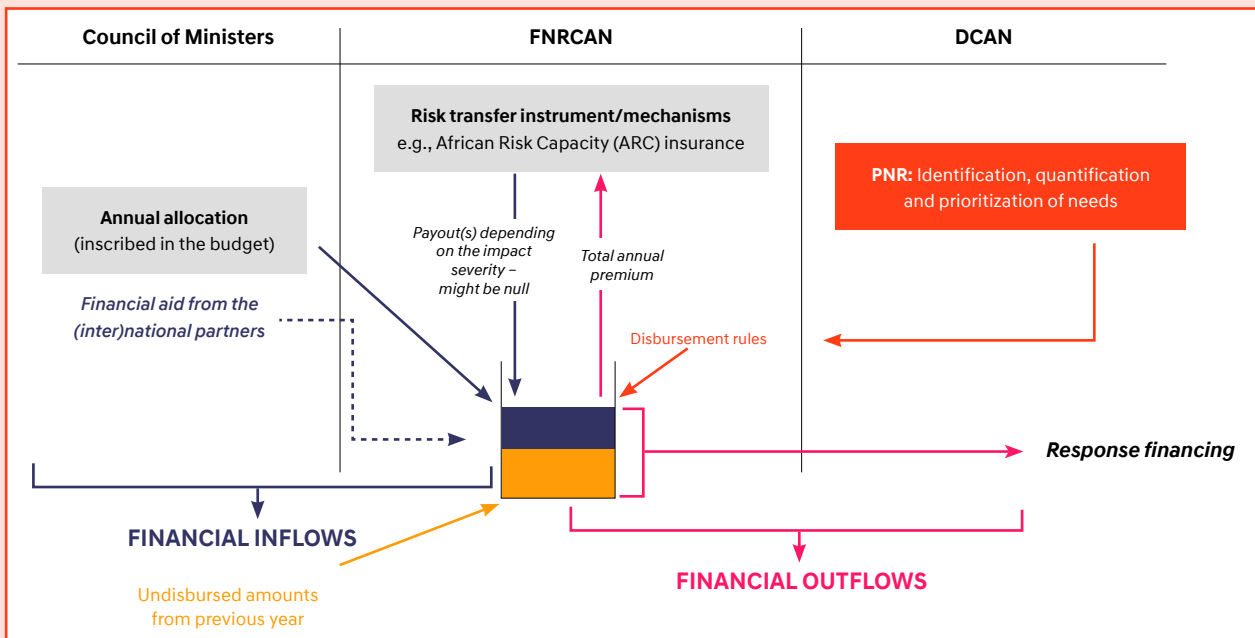 Council of Ministers
FNRCAN
DCAN
Risk transfer instrument/mechanisms
e.g., African Risk Capacity (ARC) insurance
PNR: Identification, quantification
and prioritization of needs
Annual allocation
(inscribed in the budget)
Payout(s) depending
on the impact
severity –
might be null
Total annual
premium
Financial aid from the
(inter)national partners
Disbursement rules
Response financing
FINANCIAL INFLOWS
FINANCIAL OUTFLOWS
Undisbursed amounts
from previous year